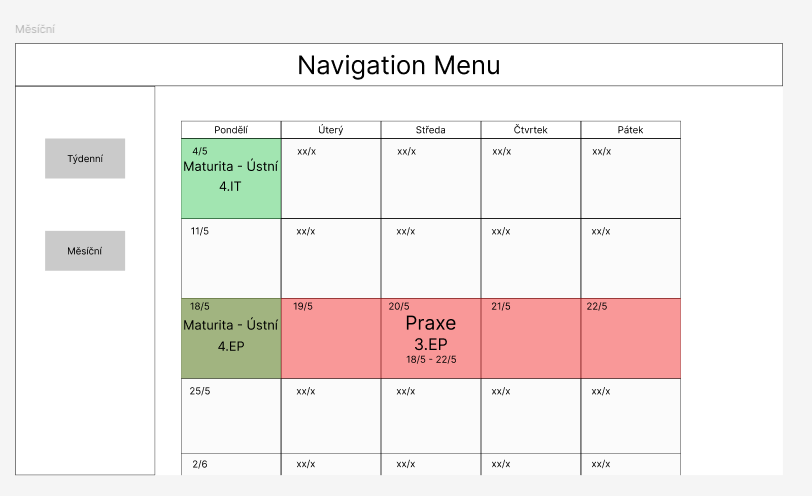 Měsíční
Navigation Menu
Týdenní
Měsíční
Pondělí Úterý Středa Čtvrtek Pátek
4/5 xx/x xx/x xx/x xx/x
Maturita - Ústní
4.IT
11/5 xx/x xx/x xx/x xx/x
18/5 19/5 20/5 21/5 22/5
Maturita - Ústní
4.EP
Praxe
3.EP
18/5 - 22/5
25/5 xx/x xx/x xx/x xx/x
2/6 xx/x xx/x xx/x xx/x